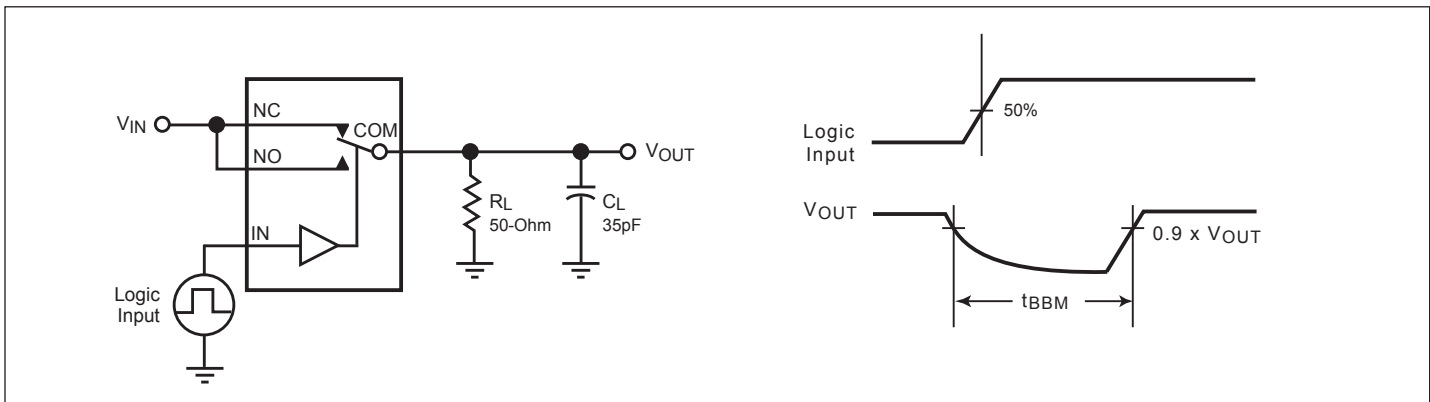 NC
VIN
COM
NO
VOUT
RL
50-Ohm
CL
35pF
IN
Logic
Input
50%
Logic
Input
VOUT
0.9 x VOUT
tBBM